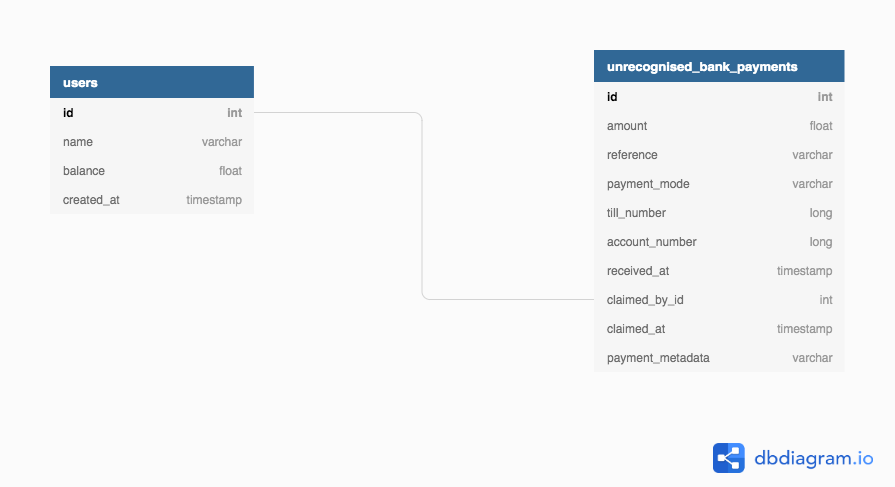 users
id int
name varchar
balance float
created_at timestamp
unrecognised_bank_payments
id int
amount float
reference varchar
payment_mode varchar
till_number long
account_number long
received_at timestamp
claimed_by_id int
claimed_at timestamp
payment_metadata varchar
dbdiagram.io